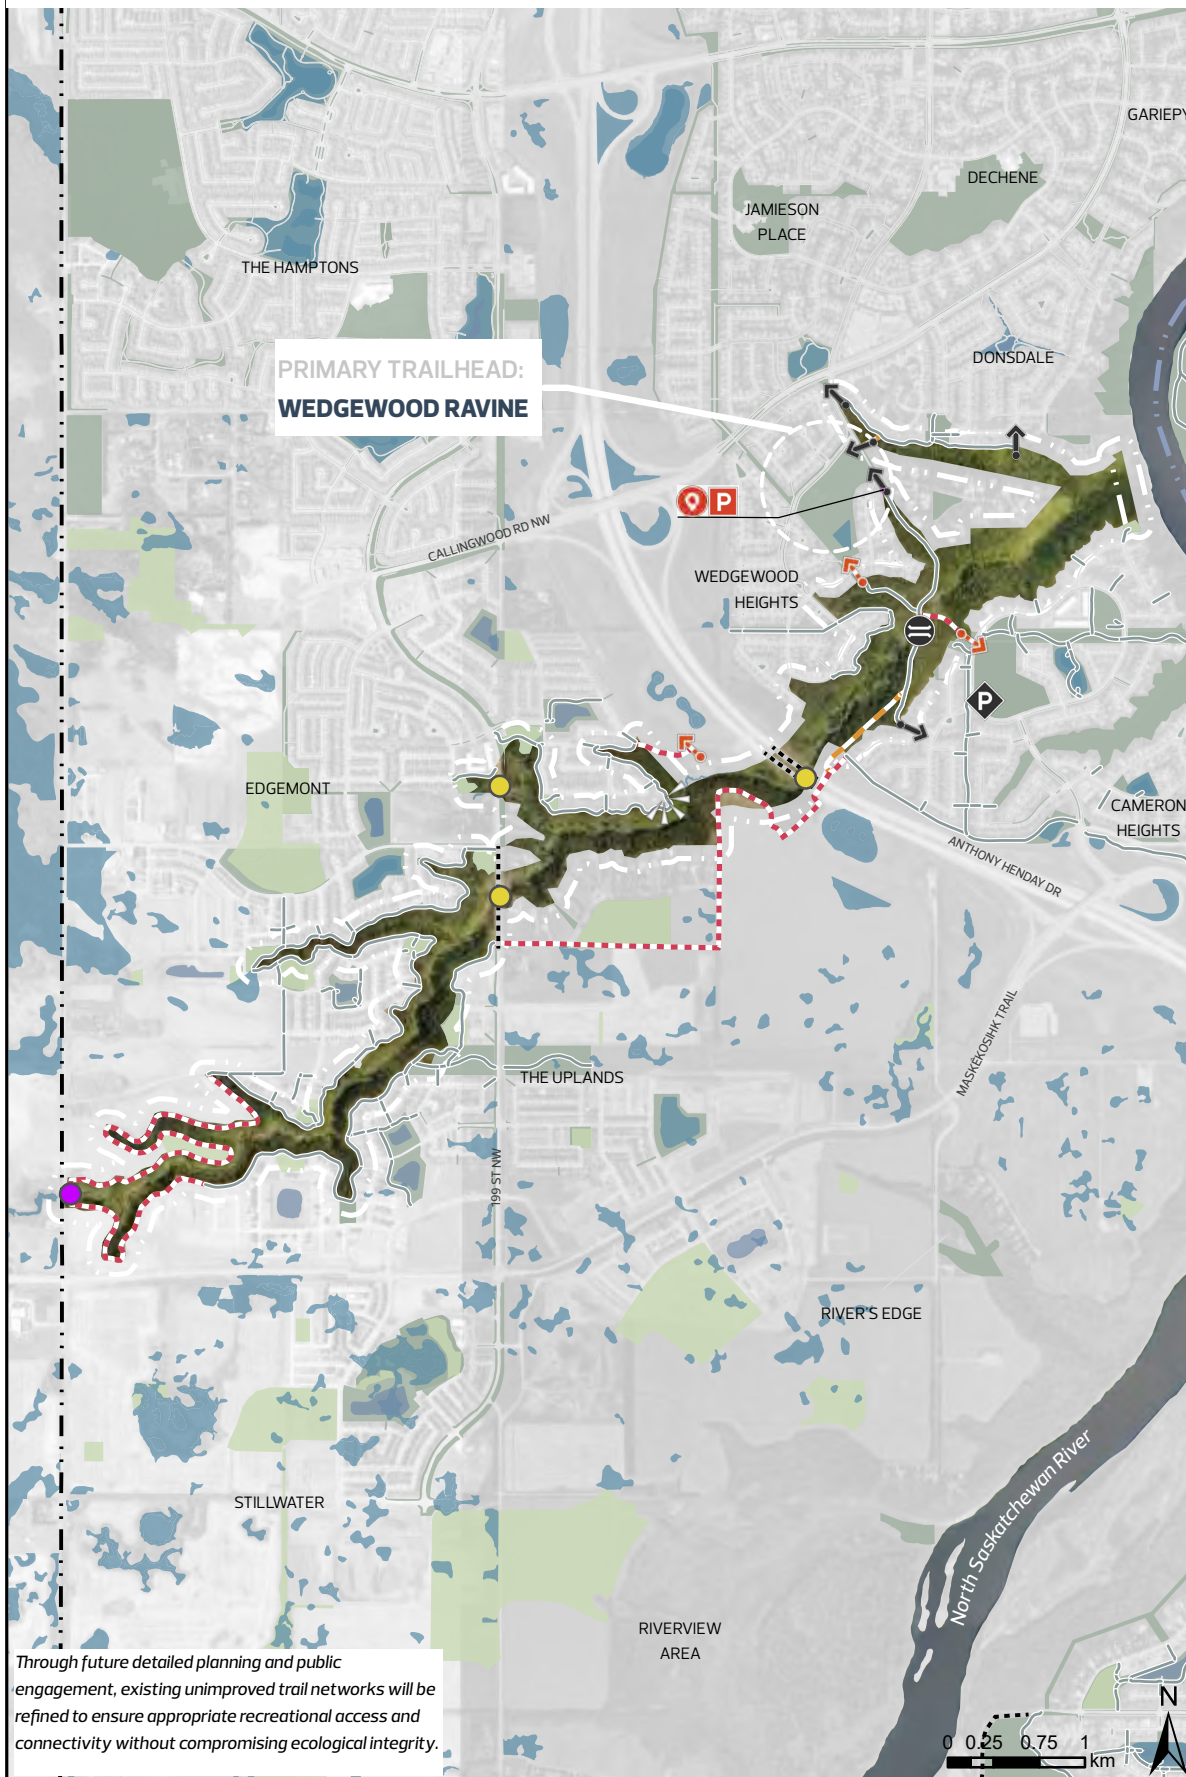 GARIEPY
DECHENE
JAMIESON
PLACE
THE HAMPTONS
DONSDALE
PRIMARY TRAILHEAD:
WEDGEWOOD RAVINE
P
CALLINGWOOD RD NW
WEDGEWOOD
HEIGHTS
P
EDGEMONT
CAMERON
HEIGHTS
ANTHONY HENDAY DR
MASKÊKOSIHK TRAIL
THE UPLANDS
199 ST NW
RIVER'S EDGE
North Saskatchewan River
STILLWATER
RIVERVIEW
AREA
Through future detailed planning and public
engagement, existing unimproved trail networks will be
refined to ensure appropriate recreational access and
connectivity without compromising ecological integrity.
N
0 0.25 0.75 1
km